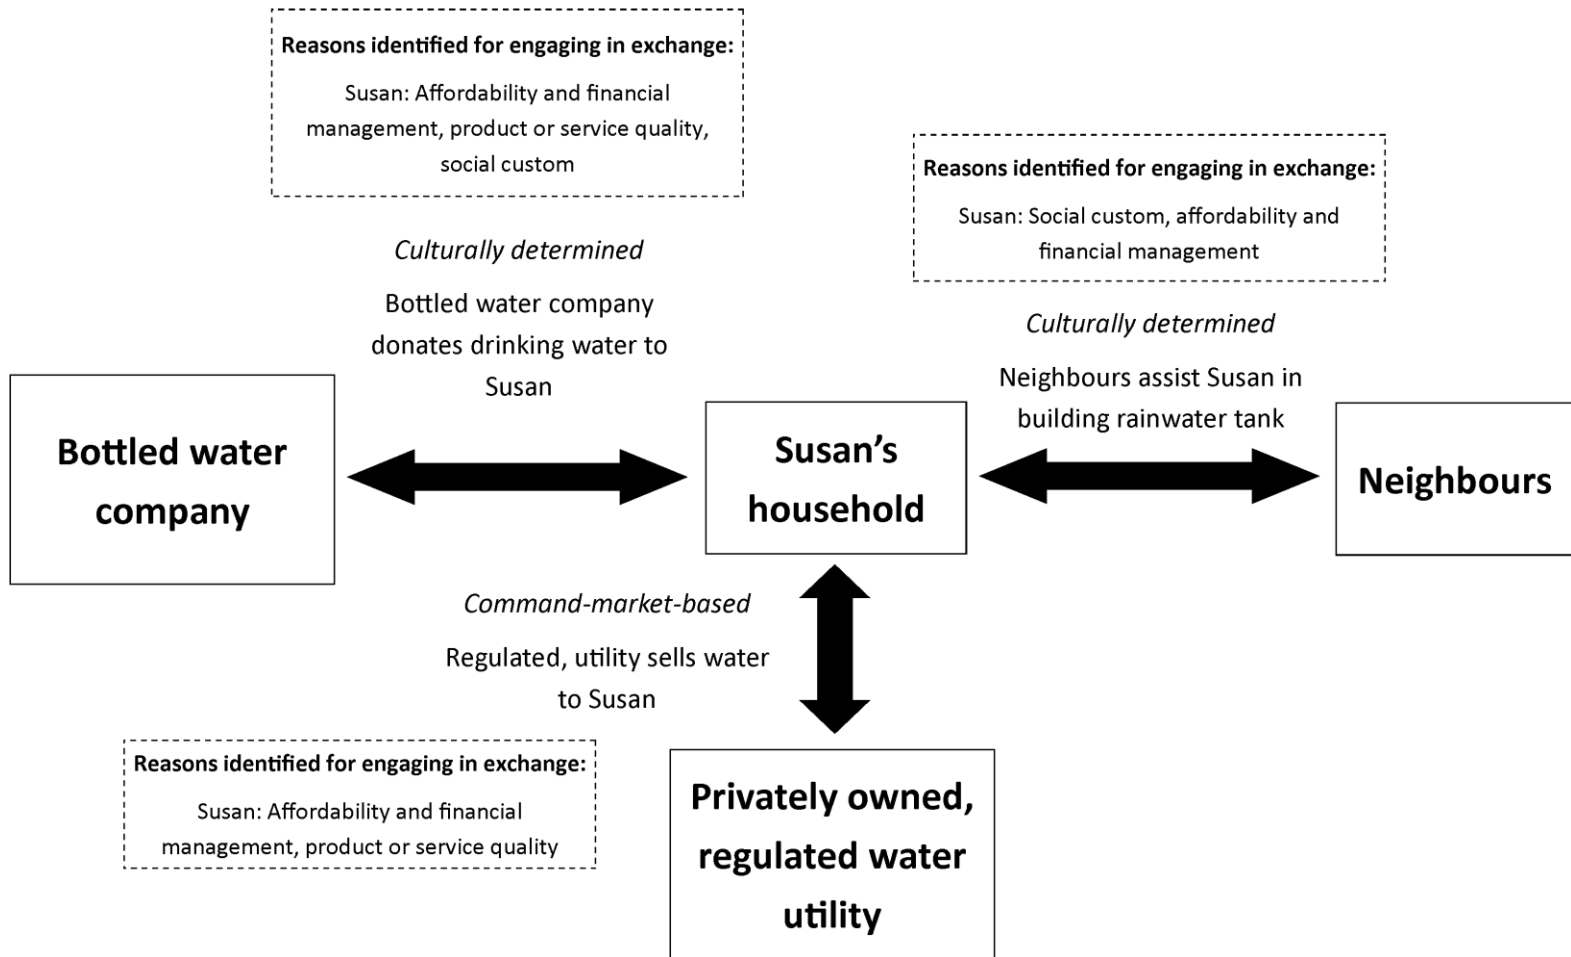 Reasons identified for engaging in exchange:
Susan: Affordability and financial
management, product or service quality,
social custom
Culturally determined
Bottled water company
donates drinking water to
Susan
Reasons identified for engaging in exchange:
Susan: Social custom, affordability and
financial management
Culturally determined
Neighbours assist Susan in
building rainwater tank
Bottled water
company
Susan's
household
Neighbours
Command-market-based
Regulated, utility sells water
to Susan
Reasons identified for engaging in exchange:
Susan: Affordability and financial
management, product or service quality
Privately owned,
regulated water
utility